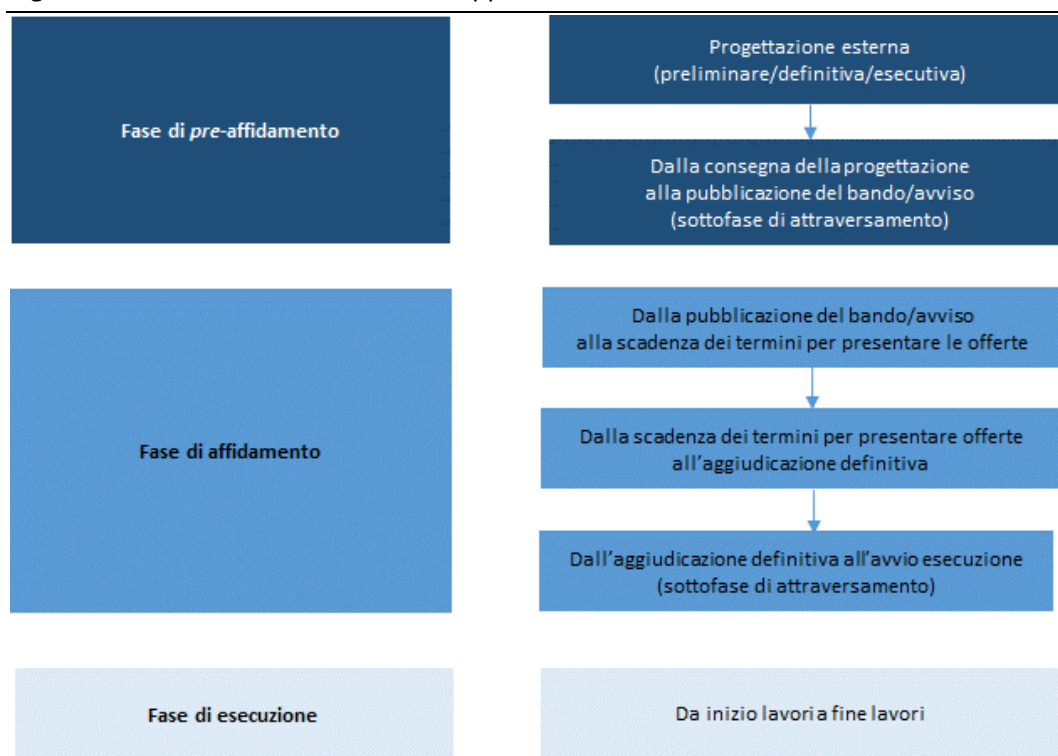 Progettazione esterna
(preliminare/definitiva/esecutiva)
Fase di pre-affidamento
Dalla consegna della progettazione
alla pubblicazione del bando/avviso
(sottofase di attraversamento)
Dalla pubblicazione del bando/avviso
alla scadenza dei termini per presentare le offerte
Fase di affidamento
Dalla scadenza dei termini per presentare offerte
all'aggiudicazione definitiva
Dall'aggiudicazione definitiva all'avvio esecuzione
(sottofase di attraversamento)
Fase di esecuzione
Da inizio lavori a fine lavori